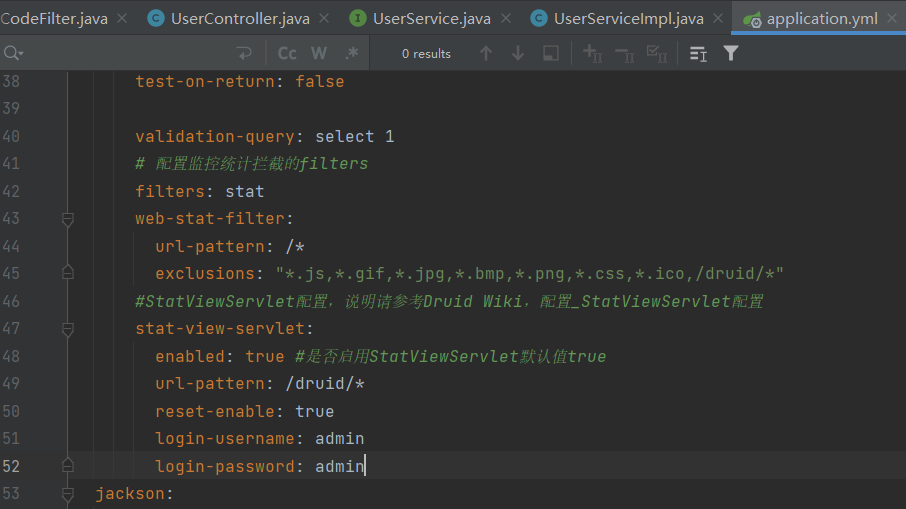 CodeFilter.java UserController.java UserService.java UserServiceImpl.java application.yml
Cc W .* 0 results
38 test-on-return: false
39
40 validation-query: select 1
41 # 配置监控统计拦截的filters
42 filters: stat
43 web-stat-filter:
44 url-pattern: /*
45 exclusions: "*.js,*.gif,*.jpg,*.bmp,*.png,*.css,*.ico,/druid/*"
46 #StatViewServlet配置，说明请参考Druid Wiki，配置_StatViewServlet配置
47 stat-view-servlet:
48 enabled: true #是否启用StatViewServlet默认值true
49 url-pattern: /druid/*
50 reset-enable: true
51 login-username: admin
52 login-password: admin
53 jackson: